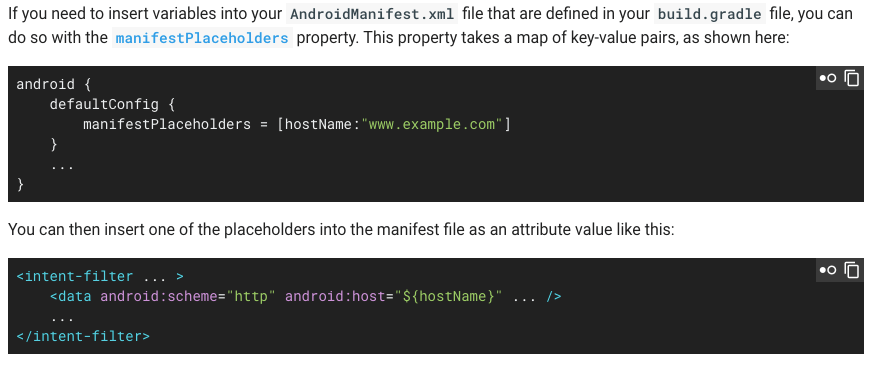 If you need to insert variables into your AndroidManifest.xml file that are defined in your build.gradle file, you can
do so with the manifestPlaceholders property. This property takes a map of key-value pairs, as shown here:
android {
    defaultConfig {
        manifestPlaceholders = [hostName:"www.example.com"]
    }
    ...
}
You can then insert one of the placeholders into the manifest file as an attribute value like this:
<intent-filter ... >
    <data android:scheme="http" android:host="${hostName}" ... />
    ...
</intent-filter>